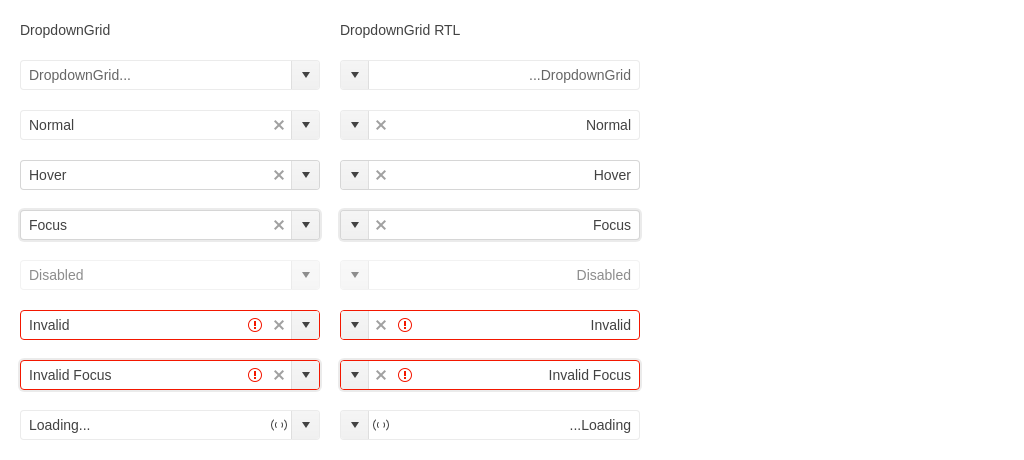 DropdownGrid DropdownGrid RTL
DropdownGrid... ...DropdownGrid
Normal Normal
Hover Hover
Focus Focus
Disabled Disabled
Invalid Invalid
Invalid Focus Invalid Focus
Loading... ...Loading